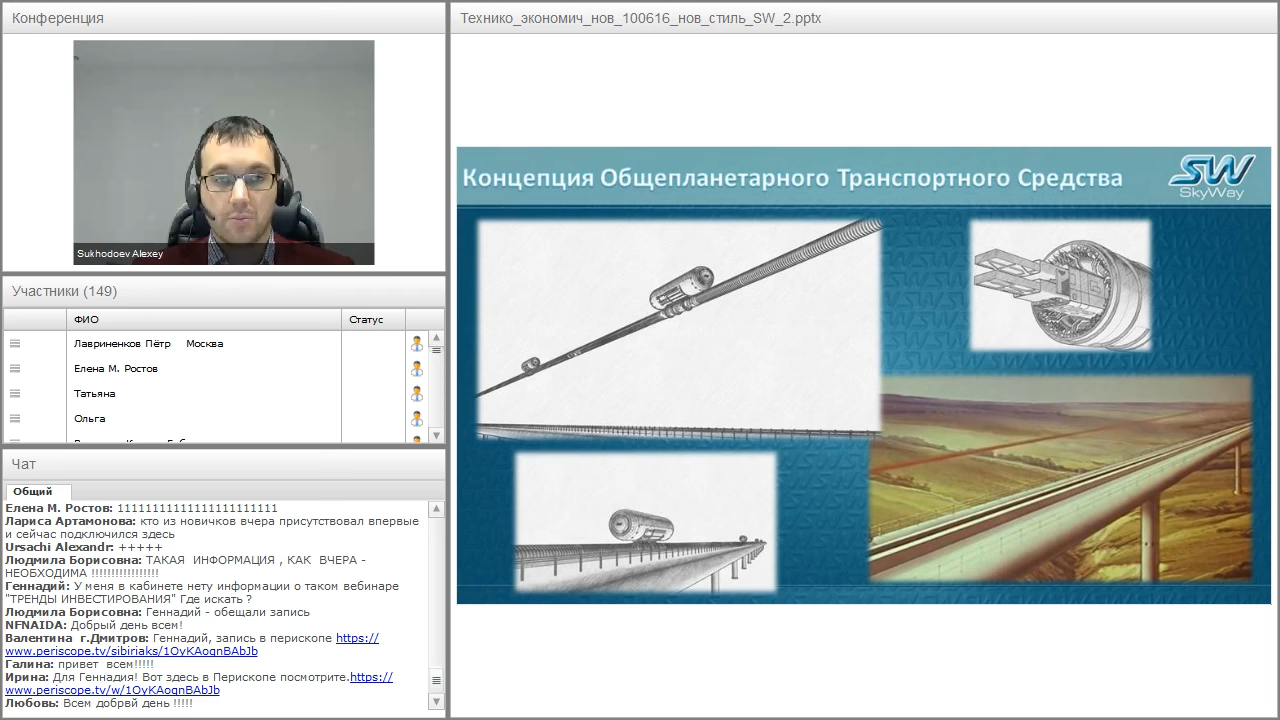 Конференция
Sukhodoev Alexey
Участники (149)
ФИО Статус
Лавриненков Пётр Москва
Елена М. Ростов
Татьяна
Ольга
Чат
Общий
Елена М. Ростов: 1111111111111111111111
Лариса Артамонова: кто из новичков вчера присутствовал впервые
и сейчас подключился здесь
Ursachi Alexandr: +++++
Людмила Борисовна: ТАКАЯ ИНФОРМАЦИЯ , КАК ВЧЕРА -
НЕОБХОДИМА !!!!!!!!!!!!!!!!!
Геннадий: У меня в кабинете нету информации о таком вебинаре
"ТРЕНДЫ ИНВЕСТИРОВАНИЯ" Где искать ?
Людмила Борисовна: Геннадий - обещали запись
NFNAIDA: Добрый день всем!
Валентина г.Дмитров: Геннадий, запись в перископе https://
www.periscope.tv/sibiriaks/1OyKAoqnBAbJb
Галина: привет всем!!!!!
Ирина: Для Геннадия! Вот здесь в Перископе посмотрите.https://
www.periscope.tv/w/1OyKAoqnBAbJb
Любовь: Всем добрвй день !!!!!
Технико_экономич_нов_100616_нов_стиль_SW_2.pptx
Концепция Общепланетарного Транспортного Средства
SW
SkyWay